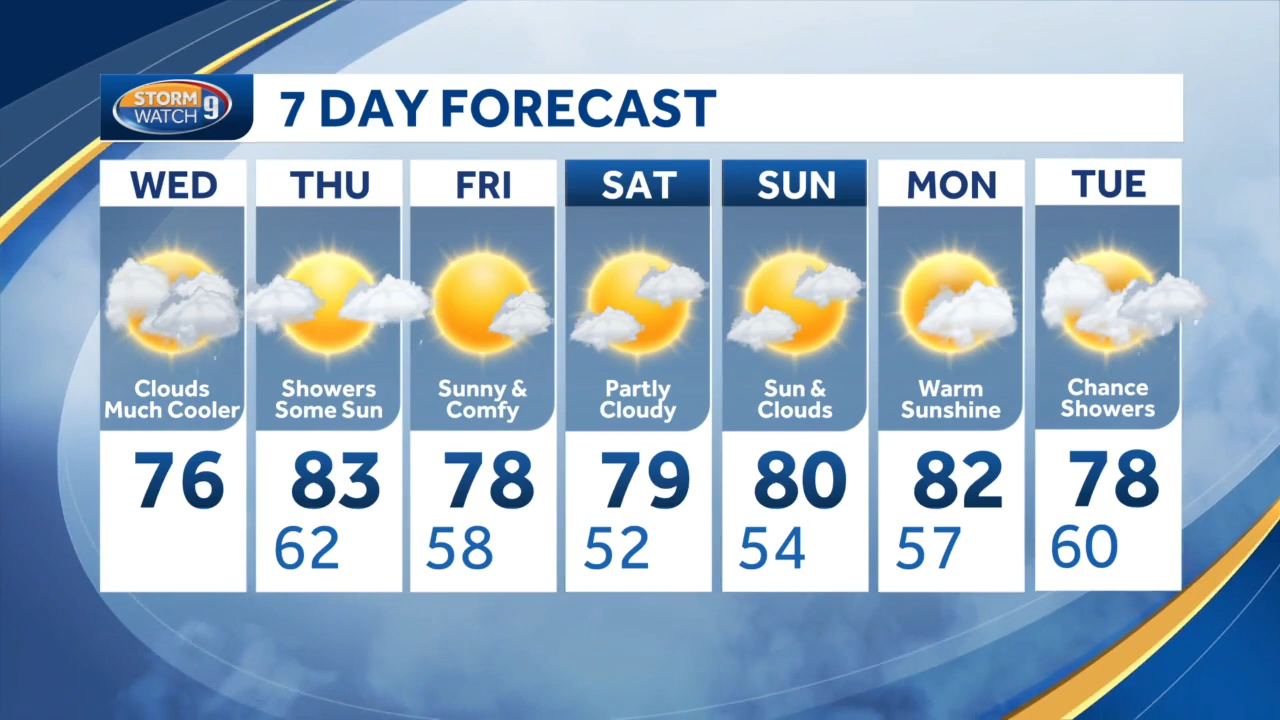 STORM
WATCH 9
7 DAY FORECAST
WED
THU
FRI
SAT
SUN
MON
TUE
Clouds
Much Cooler
Showers
Some Sun
Sunny &
Comfy
Partly
Cloudy
Sun &
Clouds
Warm
Sunshine
Chance
Showers
76
83
78
79
80
82
78
62
58
52
54
57
60